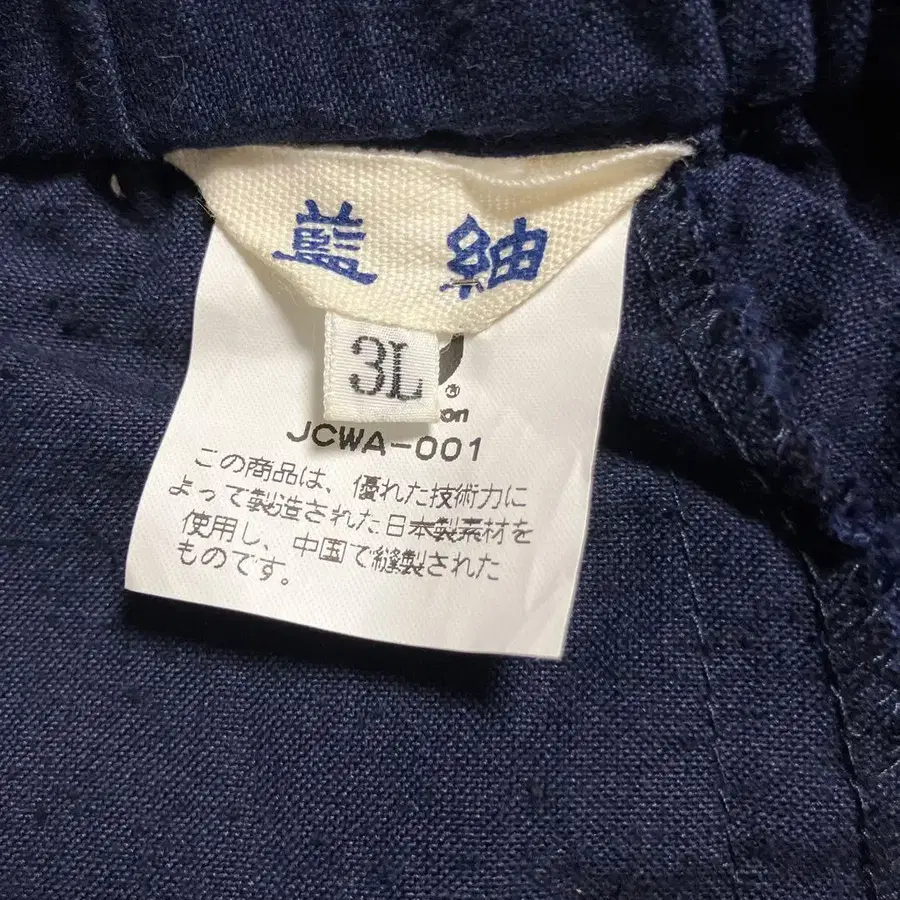 藍 紬
3L
®
JCWA-001
この商品は、優れた技術力に
よって製造された日本製素材を
使用し、中国で縫製された
ものです。